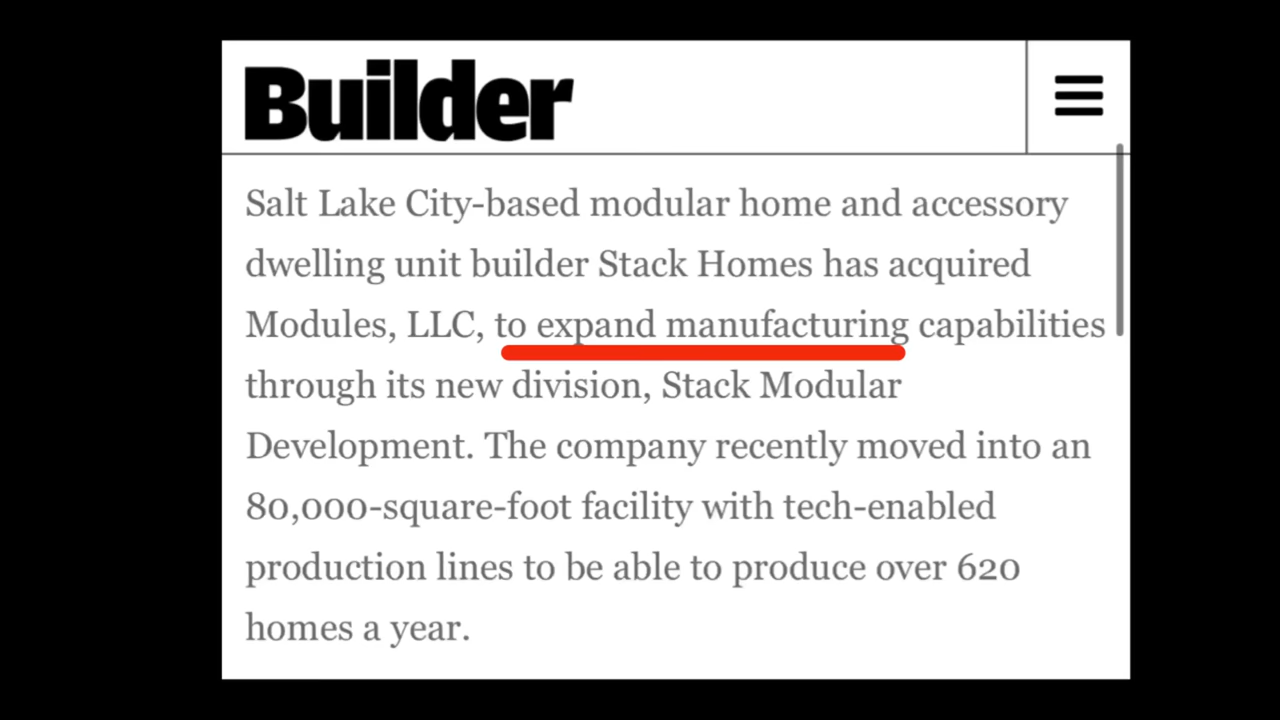 Builder
Salt Lake City-based modular home and accessory
dwelling unit builder Stack Homes has acquired
Modules, LLC, to expand manufacturing capabilities
through its new division, Stack Modular
Development. The company recently moved into an
80,000-square-foot facility with tech-enabled
production lines to be able to produce over 620
homes a year.